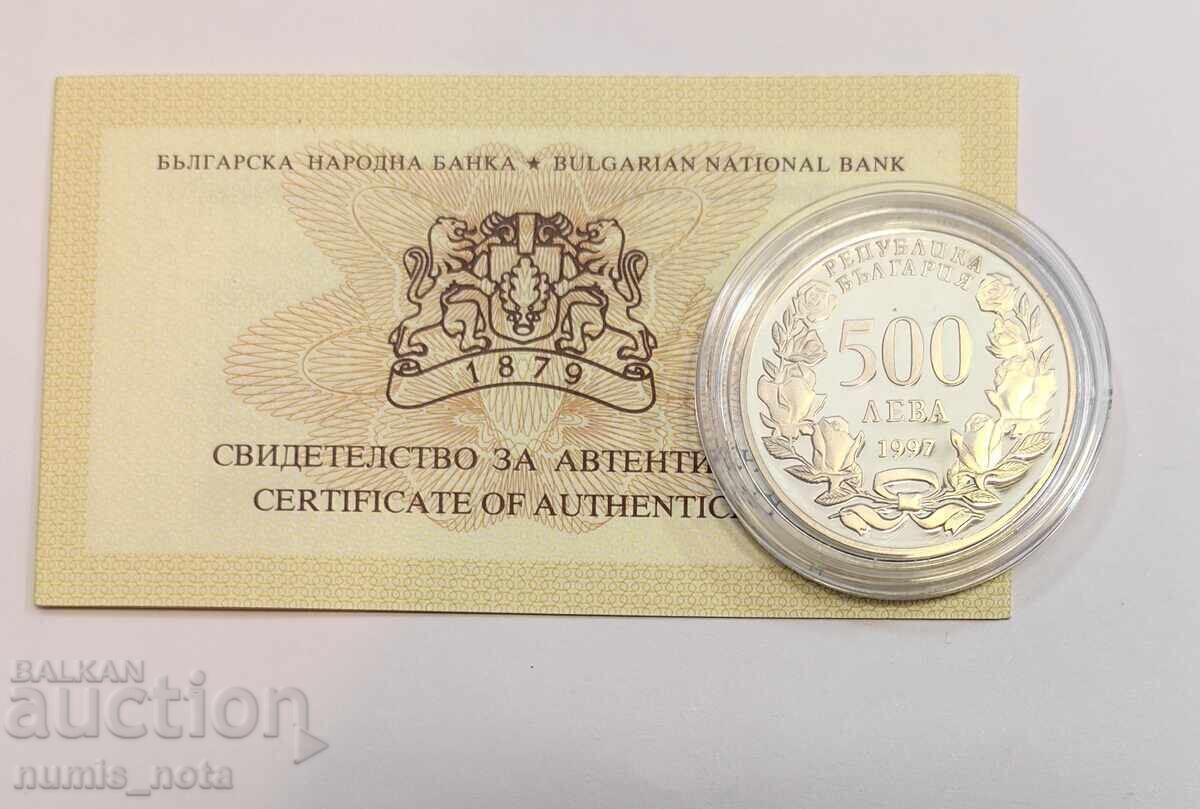 БЪЛГАРСКА НАРОДНА БАНКА ★ BULGARIAN NATIONAL BANK
1879
СВИДЕТЕЛСТВО ЗА АВТЕНТИ
CERTIFICATE OF AUTHENTIC
РЕПУБЛИКА
БЪЛГАРИЯ
500
ЛЕВА
1997
BALKAN
auction
numis_nota